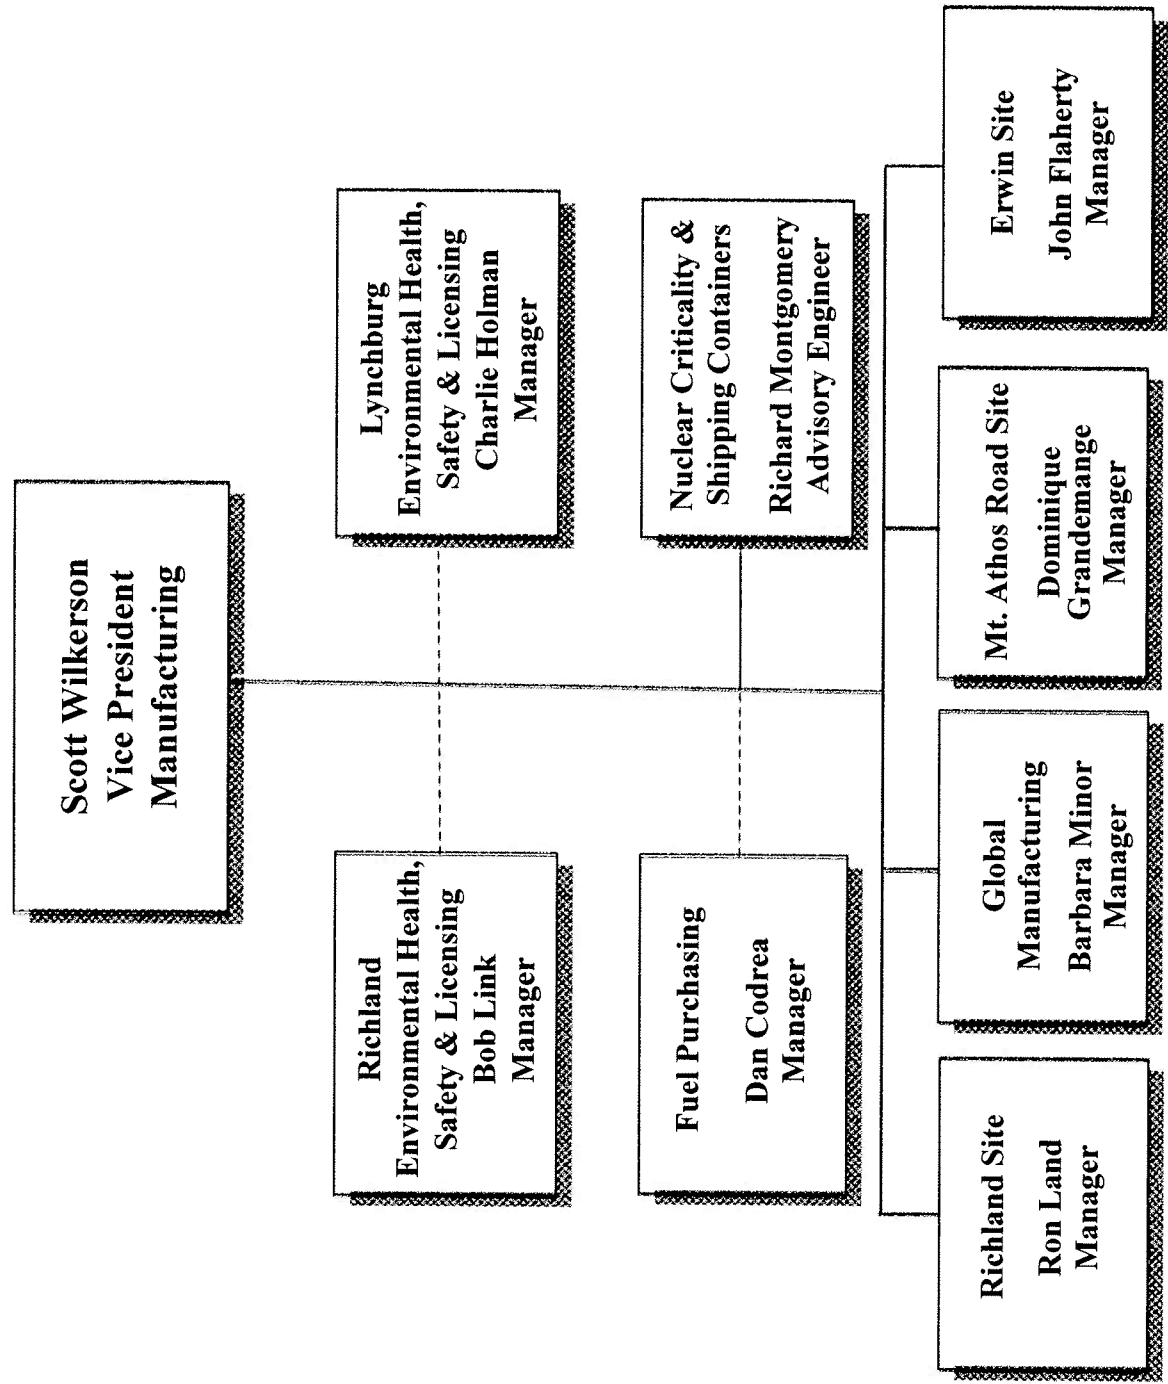 Scott Wilkerson
Vice President
Manufacturing
Richland
Environmental Health,
Safety & Licensing
Bob Link
Manager
Lynchburg
Environmental Health,
Safety & Licensing
Charlie Holman
Manager
Fuel Purchasing
Dan Codrea
Manager
Nuclear Criticality &
Shipping Containers
Richard Montgomery
Advisory Engineer
Richland Site
Ron Land
Manager
Global
Manufacturing
Barbara Minor
Manager
Mt. Athos Road Site
Dominique
Grandemange
Manager
Erwin Site
John Flaherty
Manager